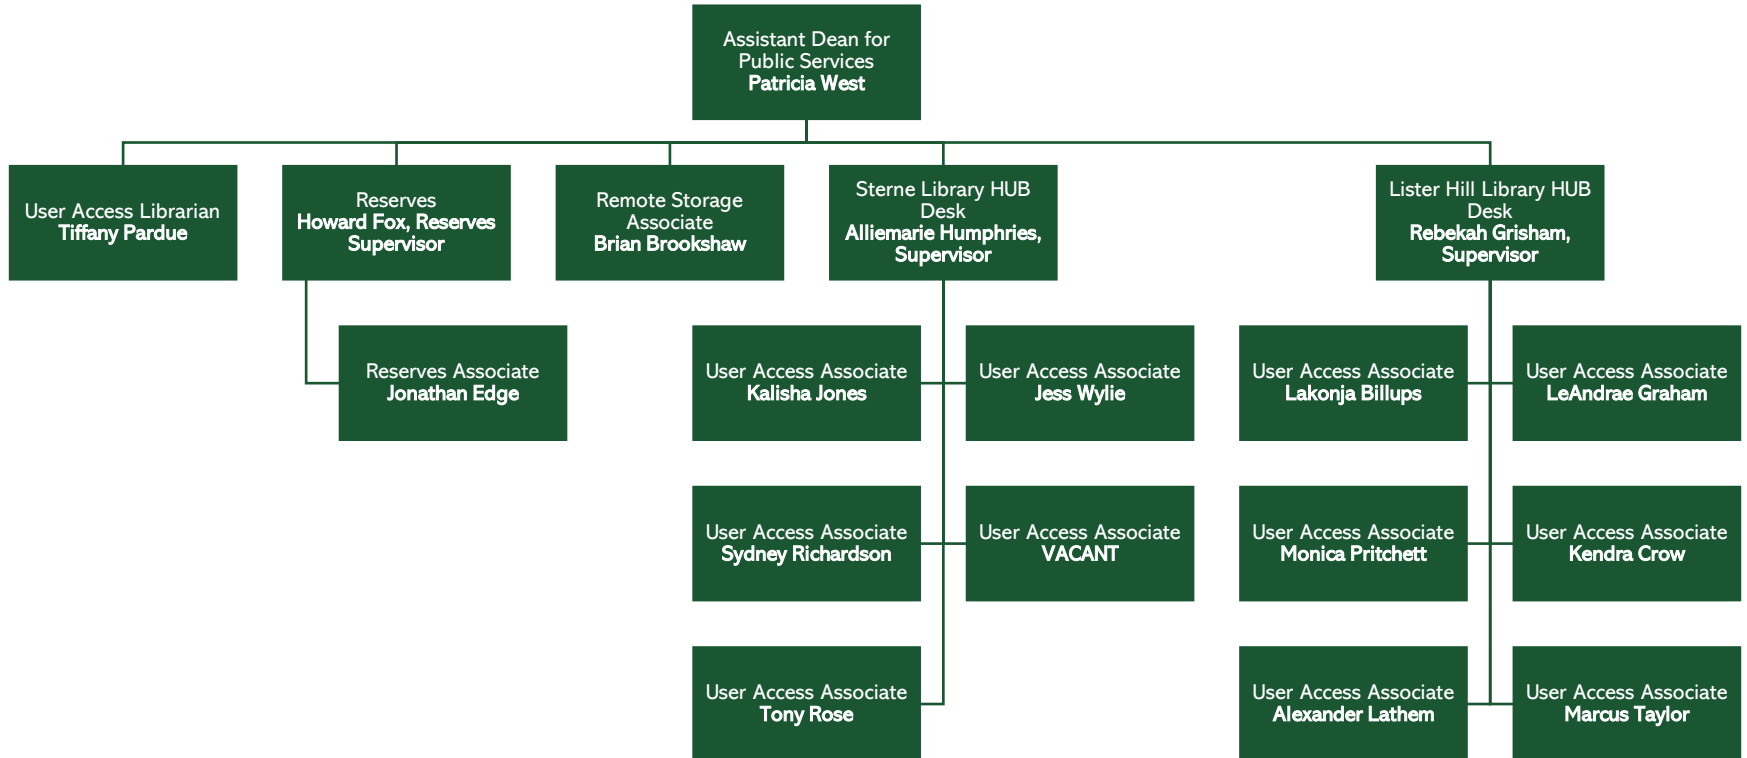 Assistant Dean for
Public Services
Patricia West
User Access Librarian
Tiffany Pardue
Reserves
Howard Fox, Reserves
Supervisor
Remote Storage
Associate
Brian Brookshaw
Sterne Library HUB
Desk
Alliemarie Humphries,
Supervisor
Lister Hill Library HUB
Desk
Rebekah Grisham,
Supervisor
Reserves Associate
Jonathan Edge
User Access Associate
Kalisha Jones
User Access Associate
Jess Wylie
User Access Associate
Lakonja Billups
User Access Associate
LeAndrae Graham
User Access Associate
Sydney Richardson
User Access Associate
VACANT
User Access Associate
Monica Pritchett
User Access Associate
Kendra Crow
User Access Associate
Tony Rose
User Access Associate
Alexander Lathem
User Access Associate
Marcus Taylor